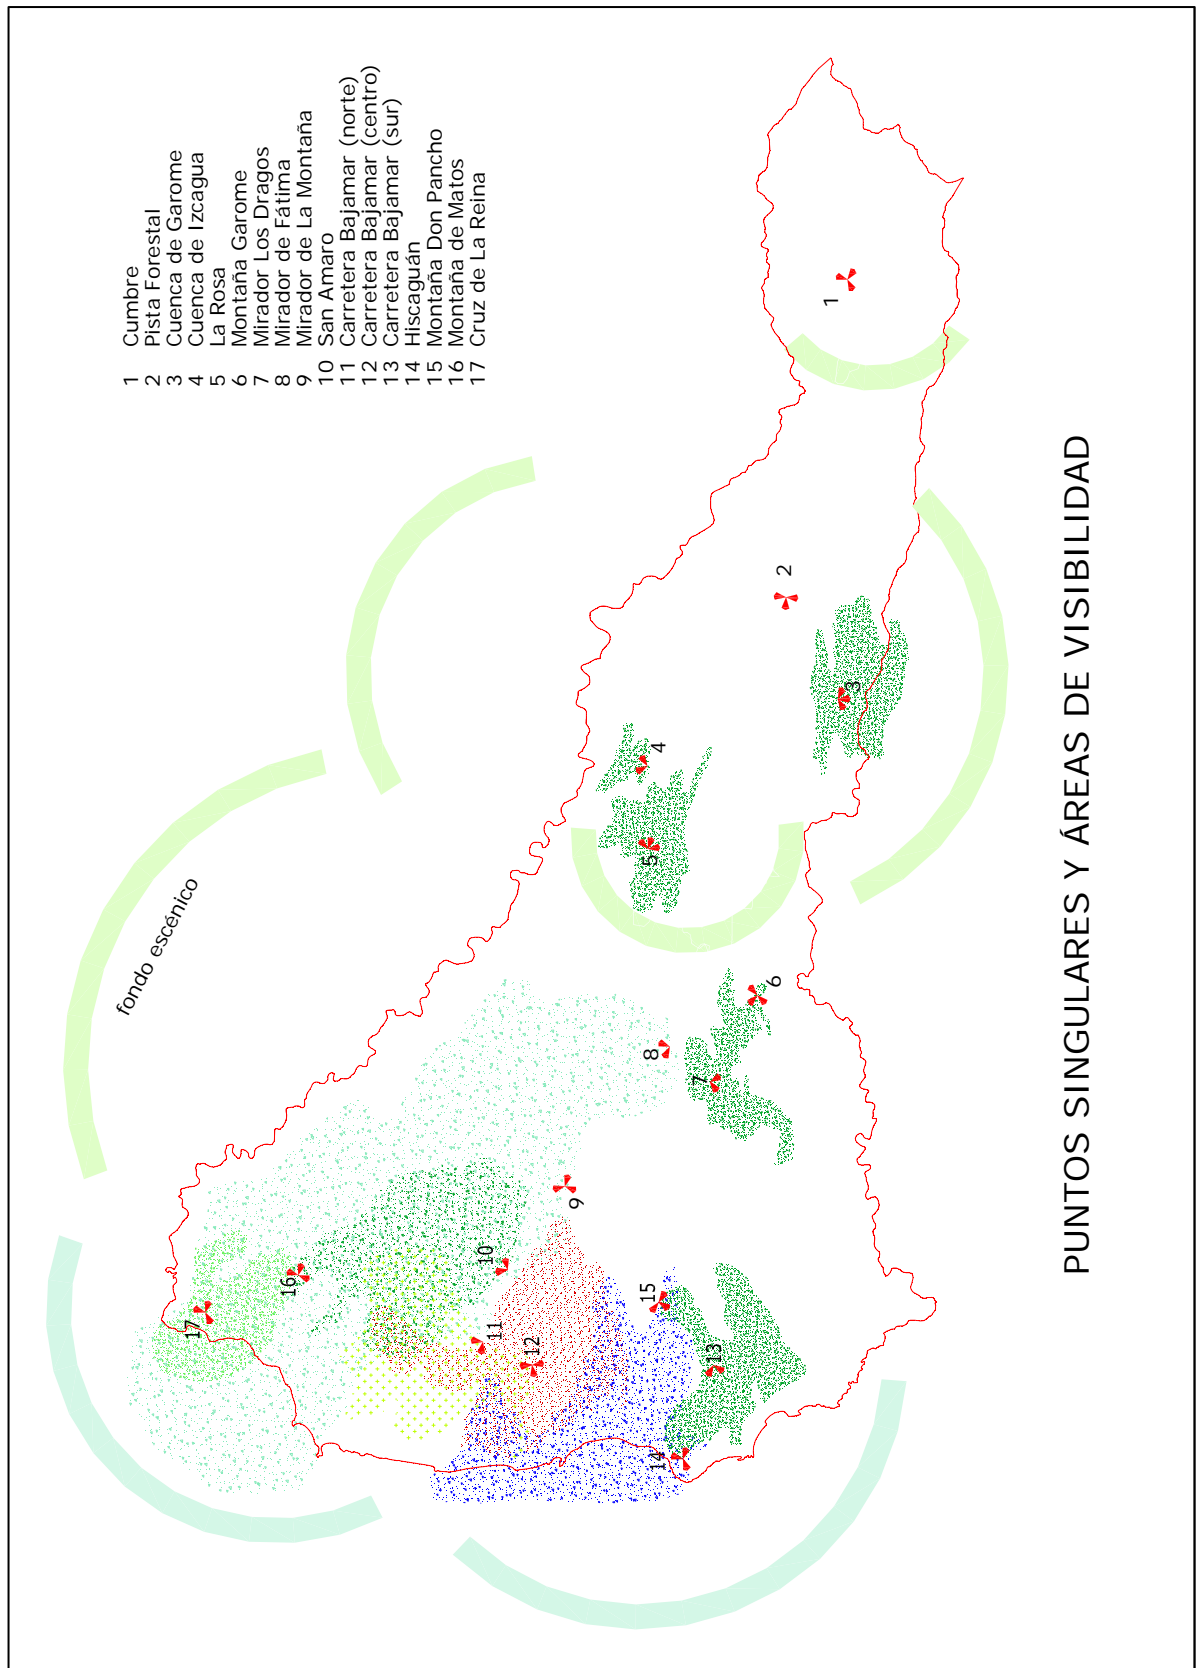 1 Cumbre
2 Pista Forestal
3 Cuenca de Garome
4 Cuenca de Izcagua
5 La Rosa
6 Montaña Garome
7 Mirador Los Dragos
8 Mirador de Fátima
9 Mirador de La Montaña
10 San Amaro
11 Carretera Bajamar (norte)
12 Carretera Bajamar (centro)
13 Carretera Bajamar (sur)
14 Hiscaguán
15 Montaña Don Pancho
16 Montaña de Matos
17 Cruz de La Reina
fondo escénico
1
2
3
4
5
6
7
8
9
10
11
12
13
14
15
16
17
PUNTOS SINGULARES Y ÁREAS DE VISIBILIDAD